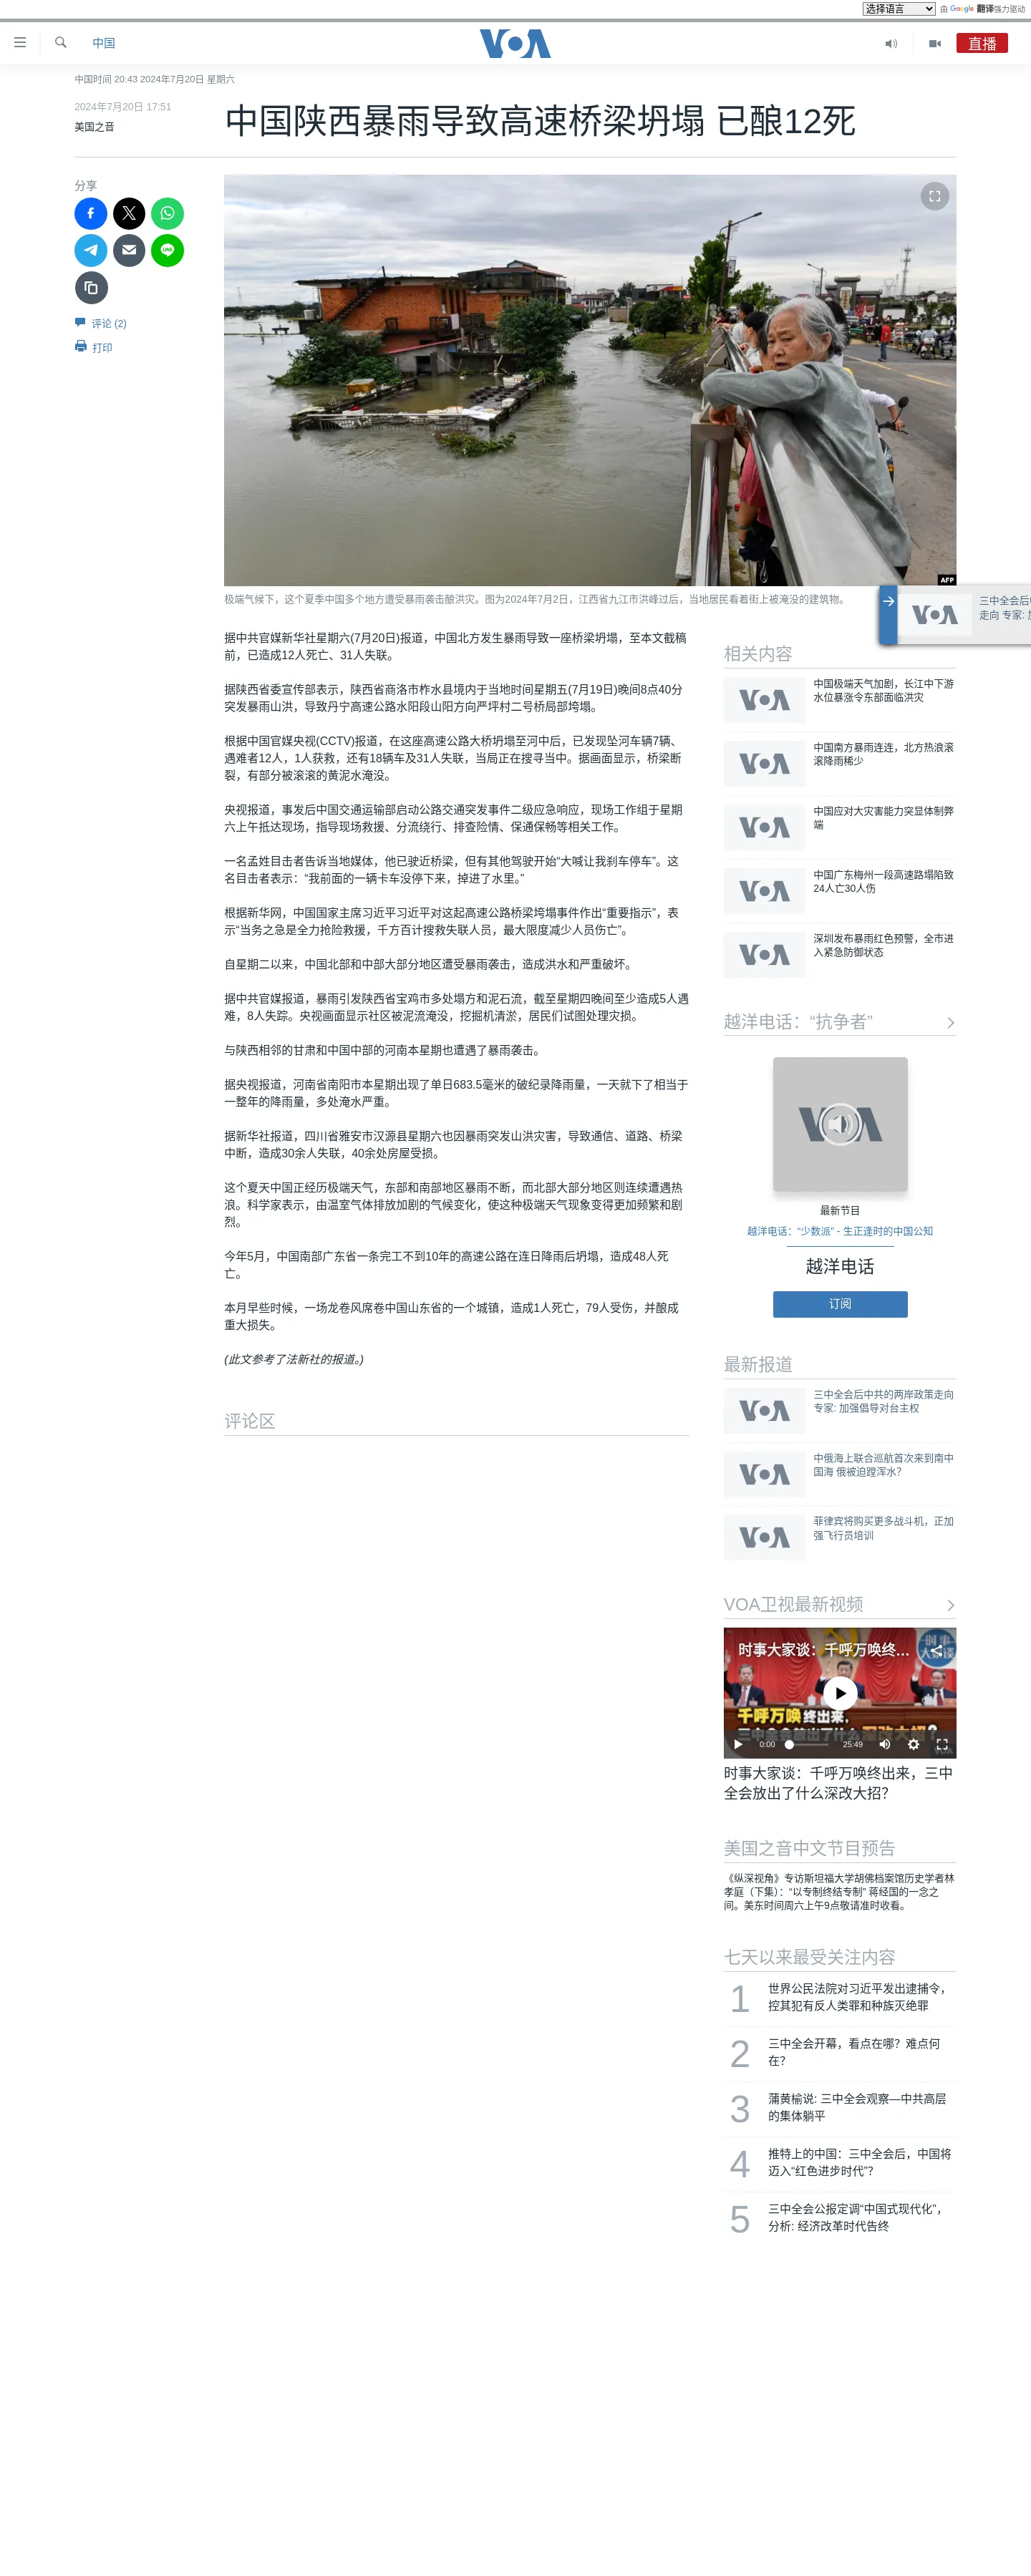 选择语言
由 Google 翻译强力驱动
中国
VOA
直播
中国时间 20:43 2024年7月20日 星期六
2024年7月20日 17:51
美国之音
中国陕西暴雨导致高速桥梁坍塌 已酿12死
分享
LINE
评论 (2)
打印
AFP
极端气候下，这个夏季中国多个地方遭受暴雨袭击酿洪灾。图为2024年7月2日，江西省九江市洪峰过后，当地居民看着街上被淹没的建筑物。
据中共官媒新华社星期六(7月20日)报道，中国北方发生暴雨导致一座桥梁坍塌，至本文截稿
前，已造成12人死亡、31人失联。
据陕西省委宣传部表示，陕西省商洛市柞水县境内于当地时间星期五(7月19日)晚间8点40分
突发暴雨山洪，导致丹宁高速公路水阳段山阳方向严坪村二号桥局部垮塌。
根据中国官媒央视(CCTV)报道，在这座高速公路大桥坍塌至河中后，已发现坠河车辆7辆、
遇难者12人，1人获救，还有18辆车及31人失联，当局正在搜寻当中。据画面显示，桥梁断
裂，有部分被滚滚的黄泥水淹没。
央视报道，事发后中国交通运输部启动公路交通突发事件二级应急响应，现场工作组于星期
六上午抵达现场，指导现场救援、分流绕行、排查险情、保通保畅等相关工作。
一名孟姓目击者告诉当地媒体，他已驶近桥梁，但有其他驾驶开始“大喊让我刹车停车”。这
名目击者表示：“我前面的一辆卡车没停下来，掉进了水里。”
根据新华网，中国国家主席习近平习近平对这起高速公路桥梁垮塌事件作出“重要指示”，表
示“当务之急是全力抢险救援，千方百计搜救失联人员，最大限度减少人员伤亡”。
自星期二以来，中国北部和中部大部分地区遭受暴雨袭击，造成洪水和严重破坏。
据中共官媒报道，暴雨引发陕西省宝鸡市多处塌方和泥石流，截至星期四晚间至少造成5人遇
难，8人失踪。央视画面显示社区被泥流淹没，挖掘机清淤，居民们试图处理灾损。
与陕西相邻的甘肃和中国中部的河南本星期也遭遇了暴雨袭击。
据央视报道，河南省南阳市本星期出现了单日683.5毫米的破纪录降雨量，一天就下了相当于
一整年的降雨量，多处淹水严重。
据新华社报道，四川省雅安市汉源县星期六也因暴雨突发山洪灾害，导致通信、道路、桥梁
中断，造成30余人失联，40余处房屋受损。
这个夏天中国正经历极端天气，东部和南部地区暴雨不断，而北部大部分地区则连续遭遇热
浪。科学家表示，由温室气体排放加剧的气候变化，使这种极端天气现象变得更加频繁和剧
烈。
今年5月，中国南部广东省一条完工不到10年的高速公路在连日降雨后坍塌，造成48人死
亡。
本月早些时候，一场龙卷风席卷中国山东省的一个城镇，造成1人死亡，79人受伤，并酿成
重大损失。
(此文参考了法新社的报道。)
评论区
VOA
三中全会后
走向 专家:
相关内容
VOA
中国极端天气加剧，长江中下游
水位暴涨令东部面临洪灾
VOA
中国南方暴雨连连，北方热浪滚
滚降雨稀少
VOA
中国应对大灾害能力突显体制弊
端
VOA
中国广东梅州一段高速路塌陷致
24人亡30人伤
VOA
深圳发布暴雨红色预警，全市进
入紧急防御状态
越洋电话：“抗争者”
最新节目
越洋电话：“少数派” - 生正逢时的中国公知
越洋电话
订阅
最新报道
VOA
三中全会后中共的两岸政策走向
专家: 加强倡导对台主权
VOA
中俄海上联合巡航首次来到南中
国海 俄被迫蹚浑水？
VOA
菲律宾将购买更多战斗机，正加
强飞行员培训
VOA卫视最新视频
时事大家谈：千呼万唤终...
千呼万唤终出来，
0:00
25:49
时事大家谈：千呼万唤终出来，三中
全会放出了什么深改大招？
美国之音中文节目预告
《纵深视角》专访斯坦福大学胡佛档案馆历史学者林
孝庭（下集）：“以专制终结专制” 蒋经国的一念之
间。美东时间周六上午9点敬请准时收看。
七天以来最受关注内容
1
世界公民法院对习近平发出逮捕令，
控其犯有反人类罪和种族灭绝罪
2
三中全会开幕，看点在哪？难点何
在？
3
蒲黄榆说: 三中全会观察—中共高层
的集体躺平
4
推特上的中国：三中全会后，中国将
迈入“红色进步时代”？
5
三中全会公报定调“中国式现代化”，
分析: 经济改革时代告终